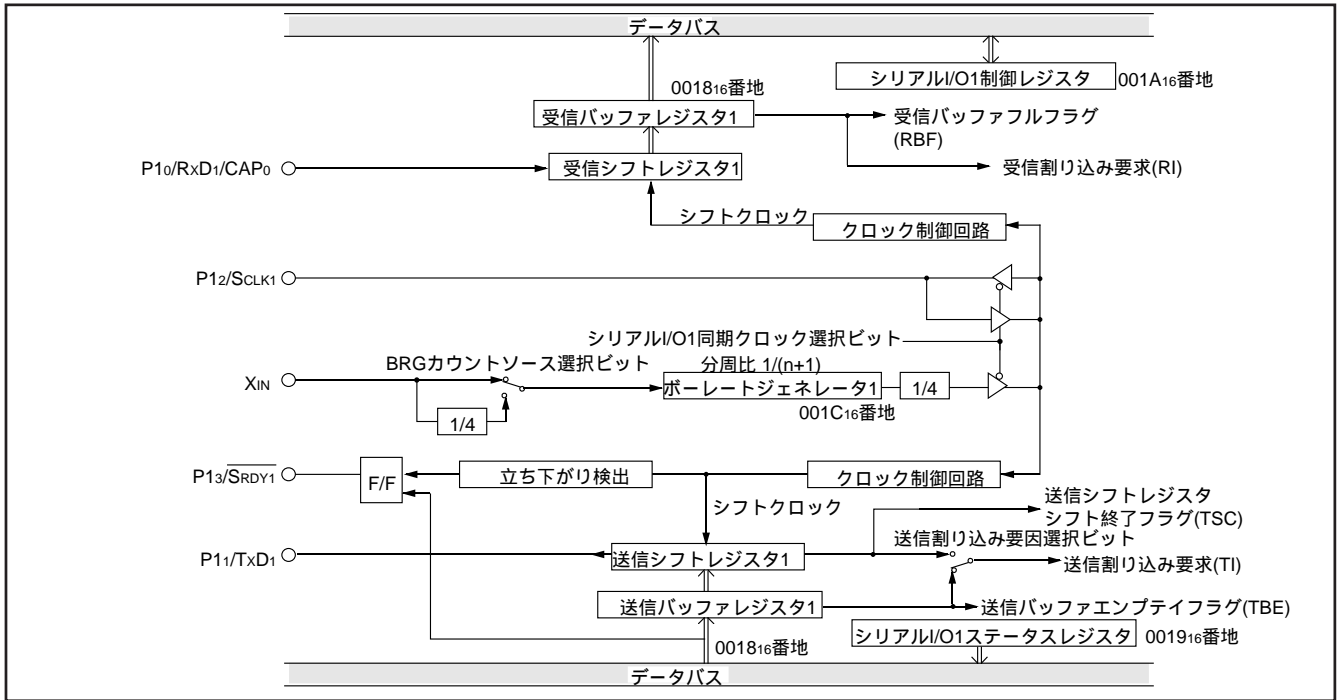 データバス
001816番地
シリアルI/O1制御レジスタ 001A16番地
受信バッファレジスタ1
受信バッファフルフラグ
(RBF)
P10/RxD1/CAP0
受信シフトレジスタ1
受信割り込み要求(RI)
シフトクロック
クロック制御回路
P12/SCLK1
シリアルI/O1同期クロック選択ビット
BRGカウントソース選択ビット
分周比 1/(n+1)
XIN
ボーレートジェネレータ1
1/4
001C16番地
1/4
P13/SRDY1
F/F
立ち下がり検出
クロック制御回路
シフトクロック
送信シフトレジスタ
シフト終了フラグ(TSC)
送信割り込み要因選択ビット
P11/TxD1
送信シフトレジスタ1
送信割り込み要求(TI)
送信バッファレジスタ1
送信バッファエンプテイフラグ(TBE)
001816番地
シリアルI/O1ステータスレジスタ 001916番地
データバス